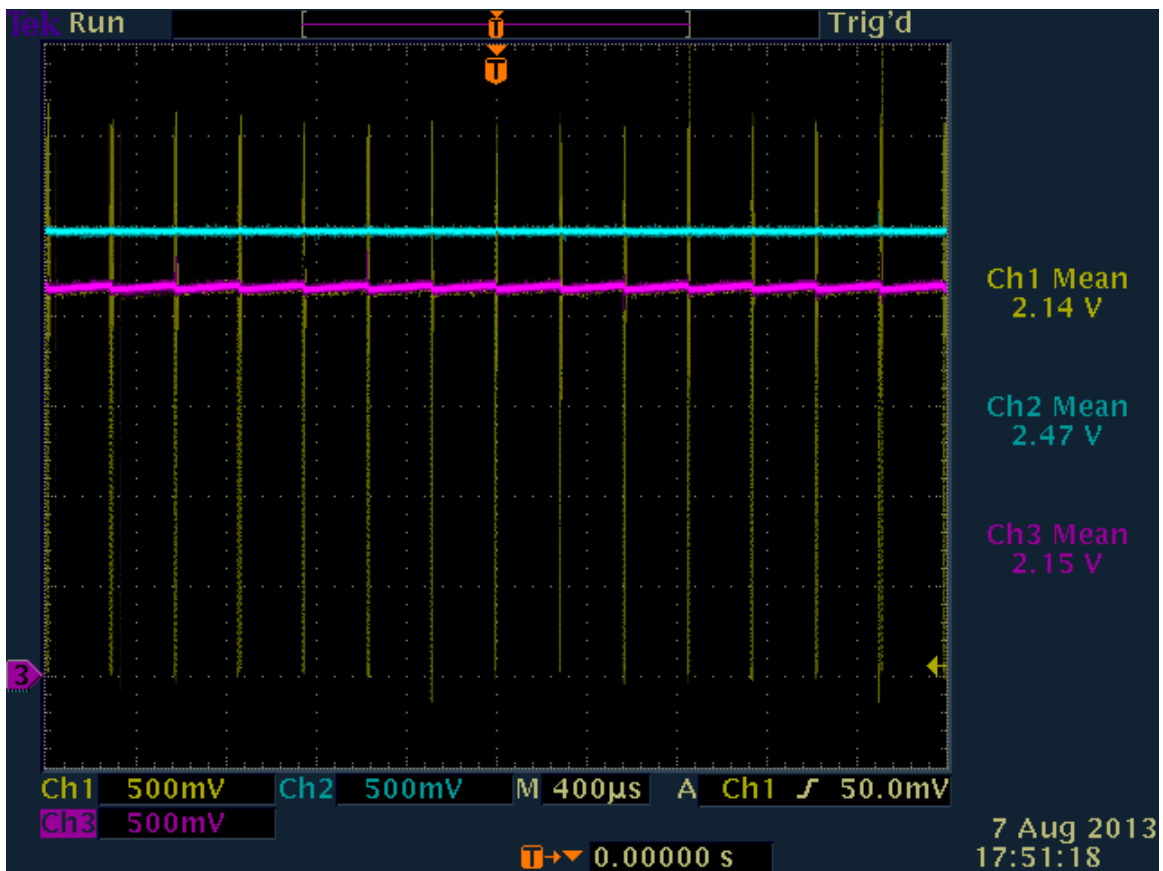 Tek Run Trig'd
T
T
Ch1 Mean
2.14 V
Ch2 Mean
2.47 V
Ch3 Mean
2.15 V
3
Ch1 500mV Ch2 500mV M 400µs A Ch1 50.0mV
Ch3 500mV
T 0.00000 s
7 Aug 2013
17:51:18